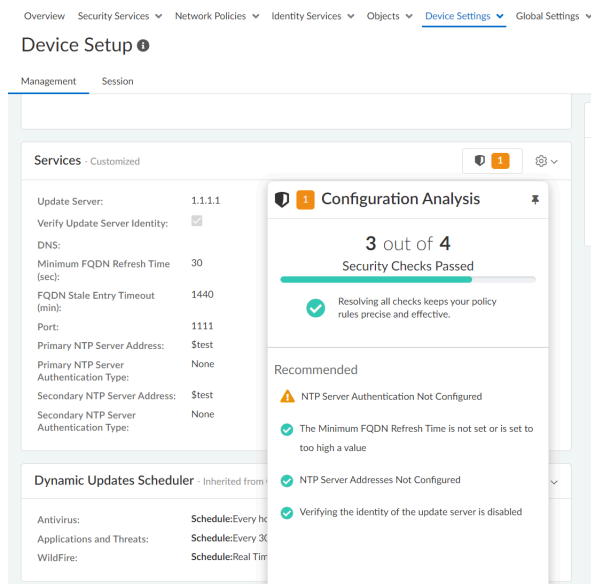 Overview Security Services Network Policies Identity Services Objects Device Settings Global Settings
Device Setup
Management Session
Services - Customized
1
Update Server: 1.1.1.1
Verify Update Server Identity:
DNS:
Minimum FQDN Refresh Time 30
(sec):
FQDN Stale Entry Timeout 1440
(min):
Port: 1111
Primary NTP Server Address: $test
Primary NTP Server None
Authentication Type:
Secondary NTP Server Address: $test
Secondary NTP Server None
Authentication Type:
1 Configuration Analysis
3 out of 4
Security Checks Passed
Resolving all checks keeps your policy
rules precise and effective.
Recommended
NTP Server Authentication Not Configured
The Minimum FQDN Refresh Time is not set or is set to
too high a value
NTP Server Addresses Not Configured
Verifying the identity of the update server is disabled
Dynamic Updates Scheduler - Inherited from
Antivirus: Schedule:Every
Applications and Threats: Schedule:Every 30
WildFire: Schedule:Real